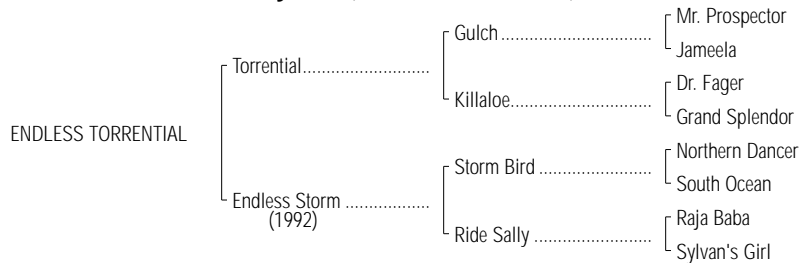 Mr. Prospector
Gulch
Jameela
Torrential
Dr. Fager
Killaloe
Grand Splendor
ENDLESS TORRENTIAL
Northern Dancer
Storm Bird
South Ocean
Endless Storm
(1992)
Raja Baba
Ride Sally
Sylvan's Girl